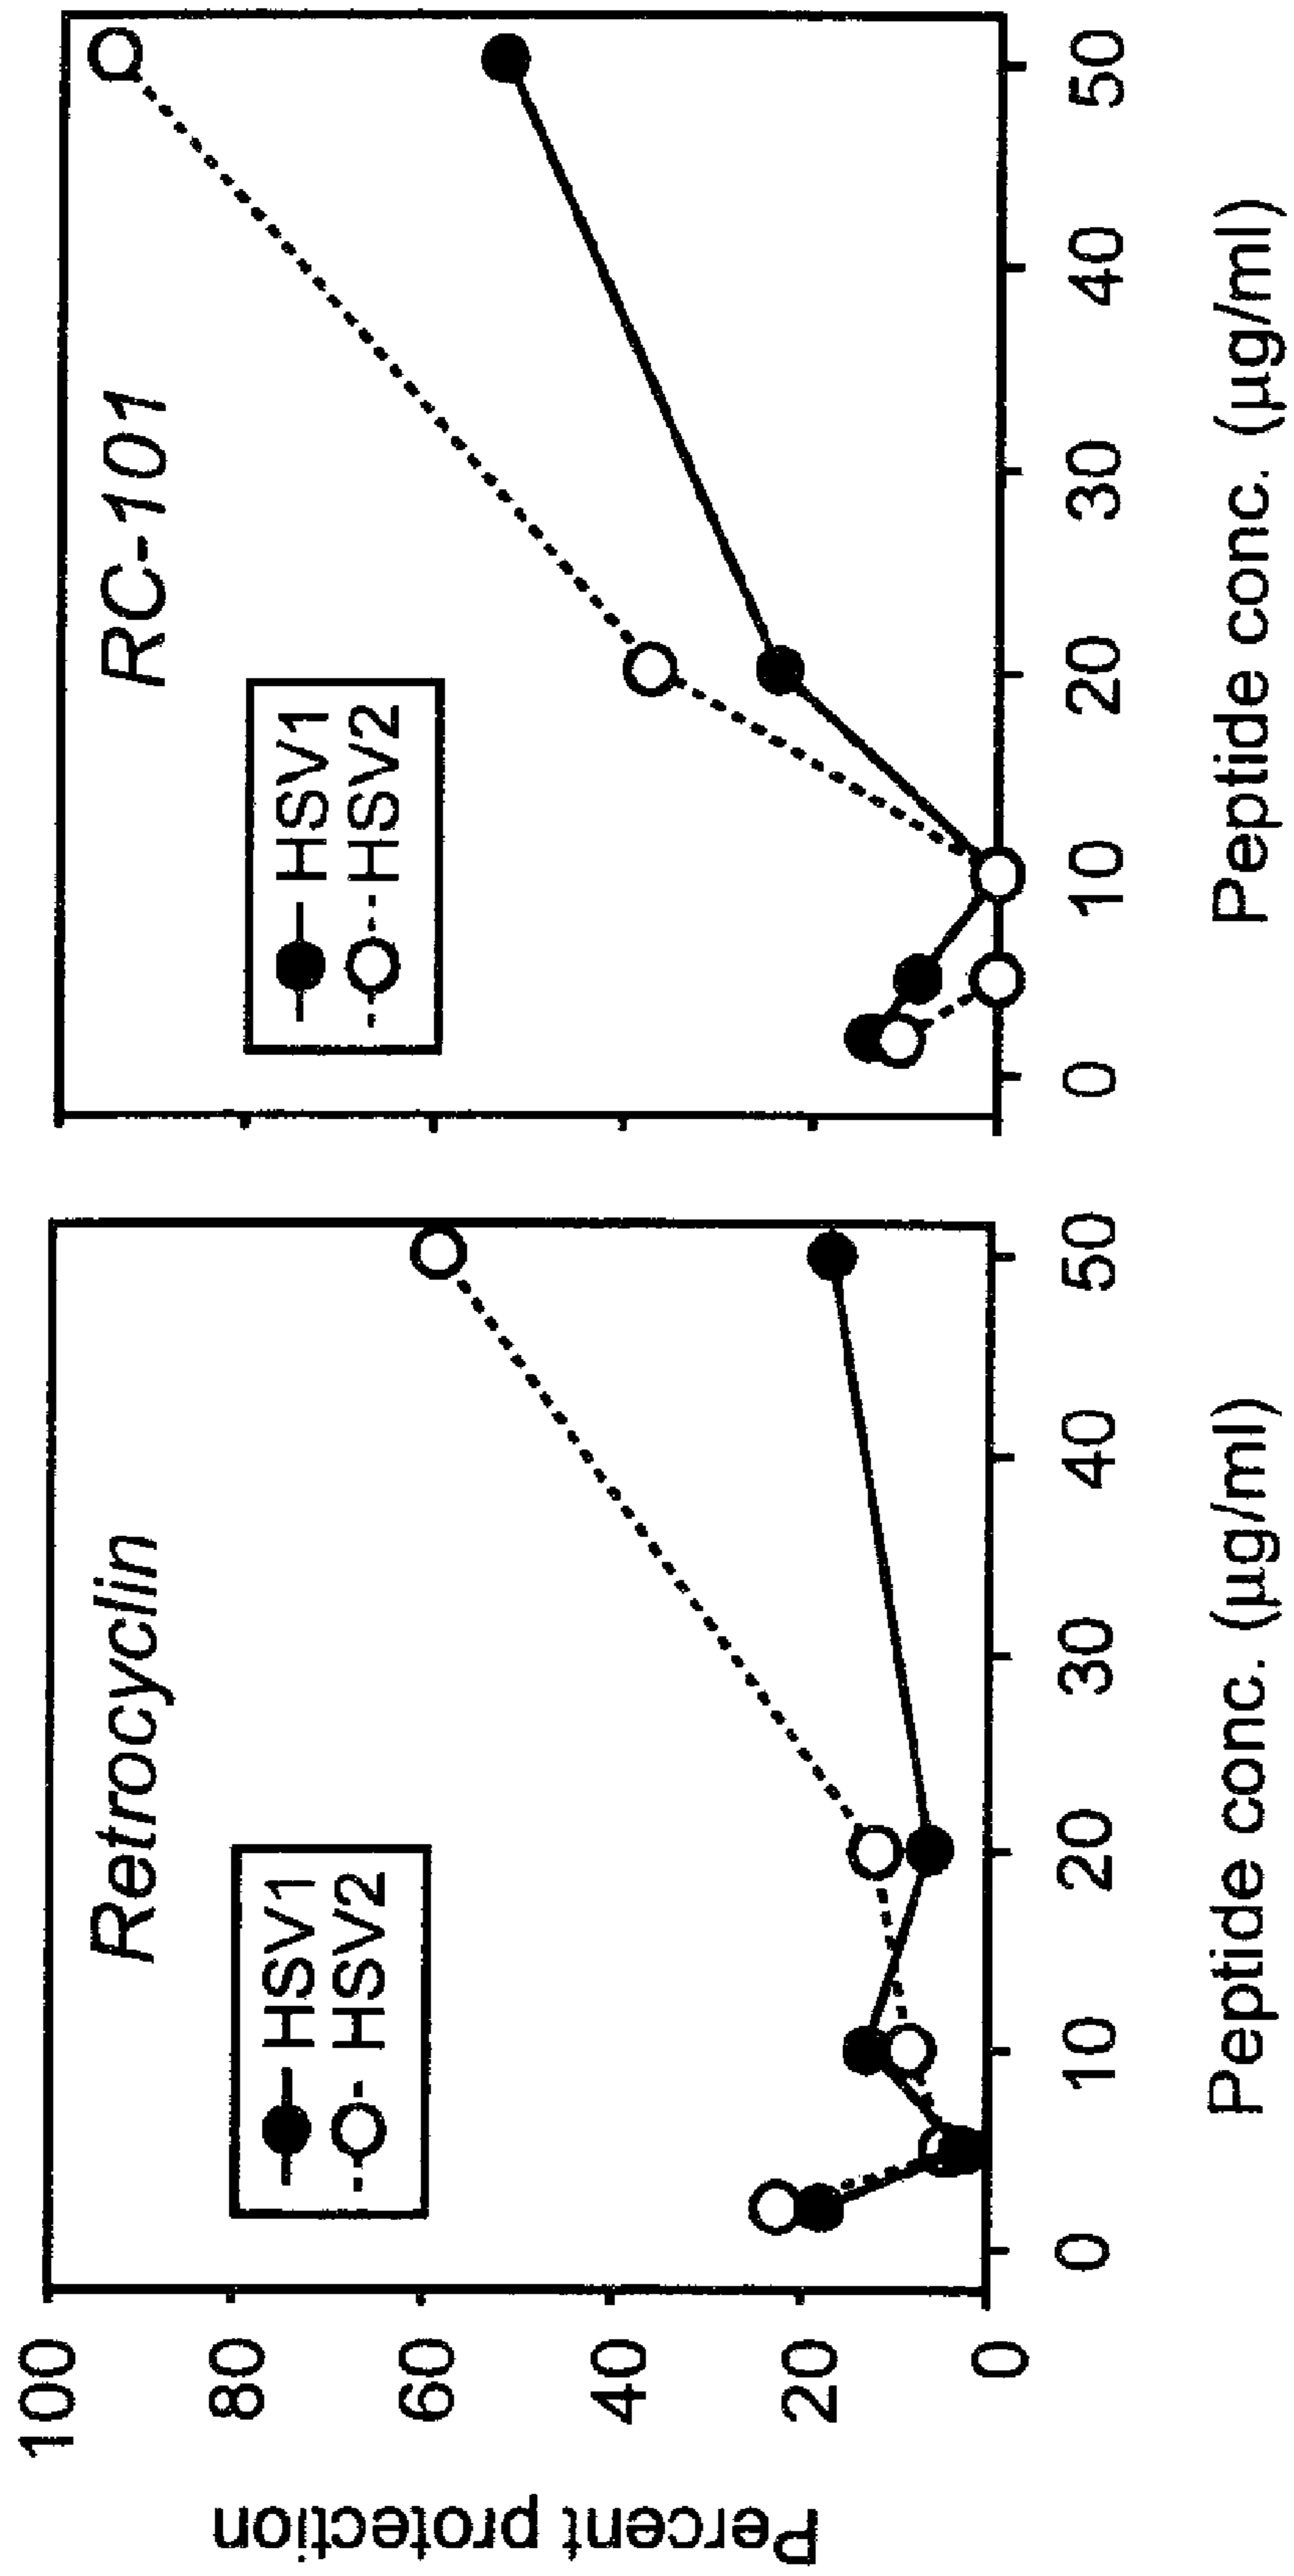 Percent protection
100
80
60
40
20
0
Retrocyclin
HSV1
HSV2
0 10 20 30 40 50
Peptide conc. (µg/ml)
RC-101
HSV1
HSV2
0 10 20 30 40 50
Peptide conc. (µg/ml)